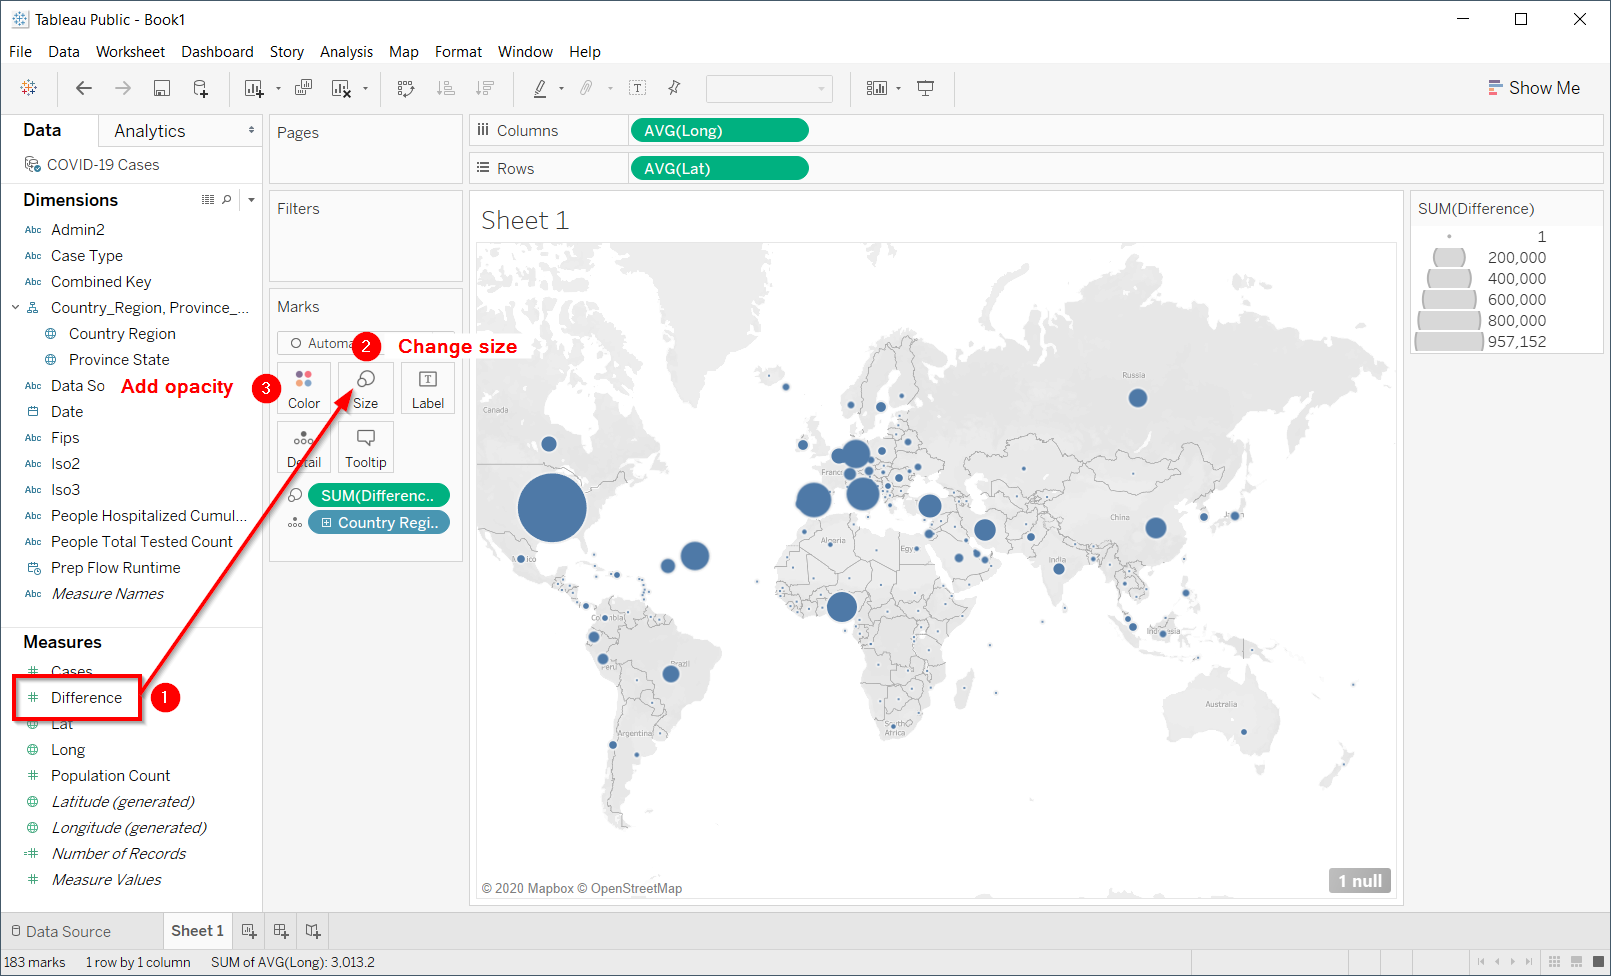 Tableau Public - Book1
File Data Worksheet Dashboard Story Analysis Map Format Window Help
Show Me
Data Analytics
COVID-19 Cases
Dimensions
Admin2
Case Type
Combined Key
Country_Region, Province_...
Country Region
Province State
Data So
Date
Fips
Iso2
Iso3
People Hospitalized Cumul...
People Total Tested Count
Prep Flow Runtime
Measure Names
Abc
Abc
Abc
Abc
Abc
Abc
Abc
Abc
Abc
Abc
Measures
Cases
Difference
Lat
Long
Population Count
Latitude (generated)
Longitude (generated)
Number of Records
Measure Values
1
2
Change size
Add opacity
3
Pages
Filters
Marks
Automa
Color Size Label
Detail Tooltip
SUM(Differenc..
Country Regi..
Columns AVG(Long)
Rows AVG(Lat)
Sheet 1
Canada
Russia
France
China
Algeria
Egy
India
Brazil
Indonesia
Australia
South
Africa
Argentina
© 2020 Mapbox © OpenStreetMap
1 null
SUM(Difference)
1
200,000
400,000
600,000
800,000
957,152
Data Source Sheet 1
183 marks 1 row by 1 column SUM of AVG(Long): 3,013.2